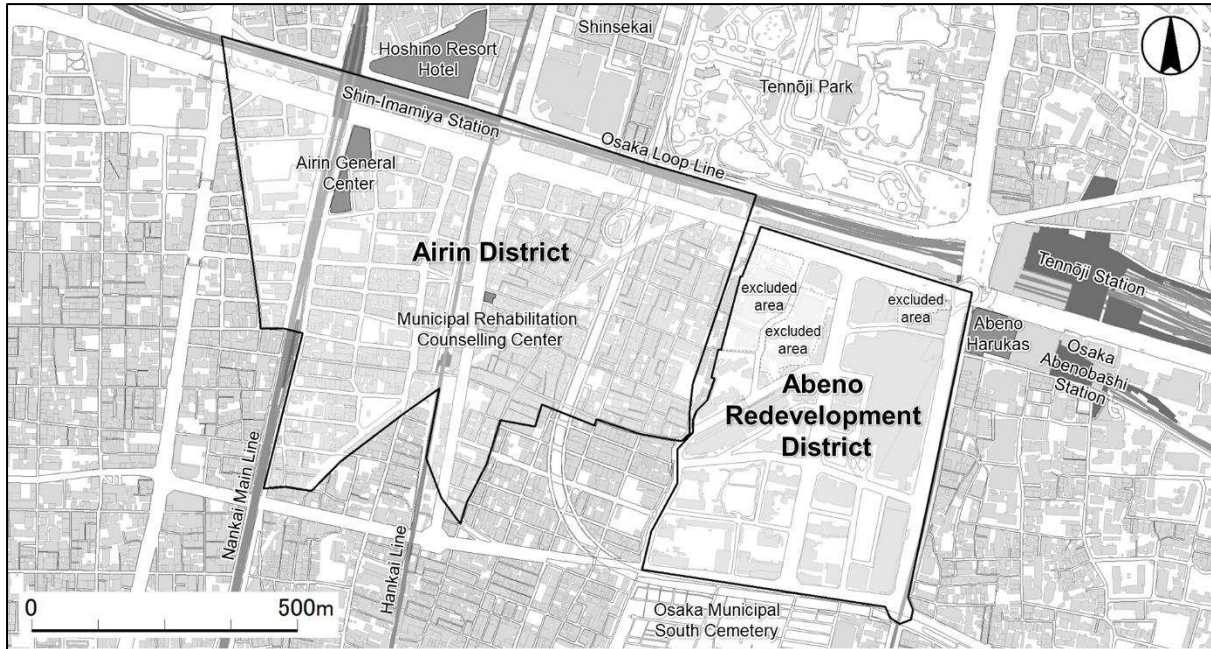 Shinsekai
Hoshino Resort
Hotel
Tennōji Park
Shin-Imamiya Station
Osaka Loop Line
Airin General
Center
Airin District
Tennōji Station
excluded
area
excluded
area
excluded
area
Municipal Rehabilitation
Counselling Center
Abeno
Harukas
Osaka
Abenobashi
Station
Abeno
Redevelopment
District
Nankai Main Line
Hankai Line
0
500m
Osaka Municipal
South Cemetery